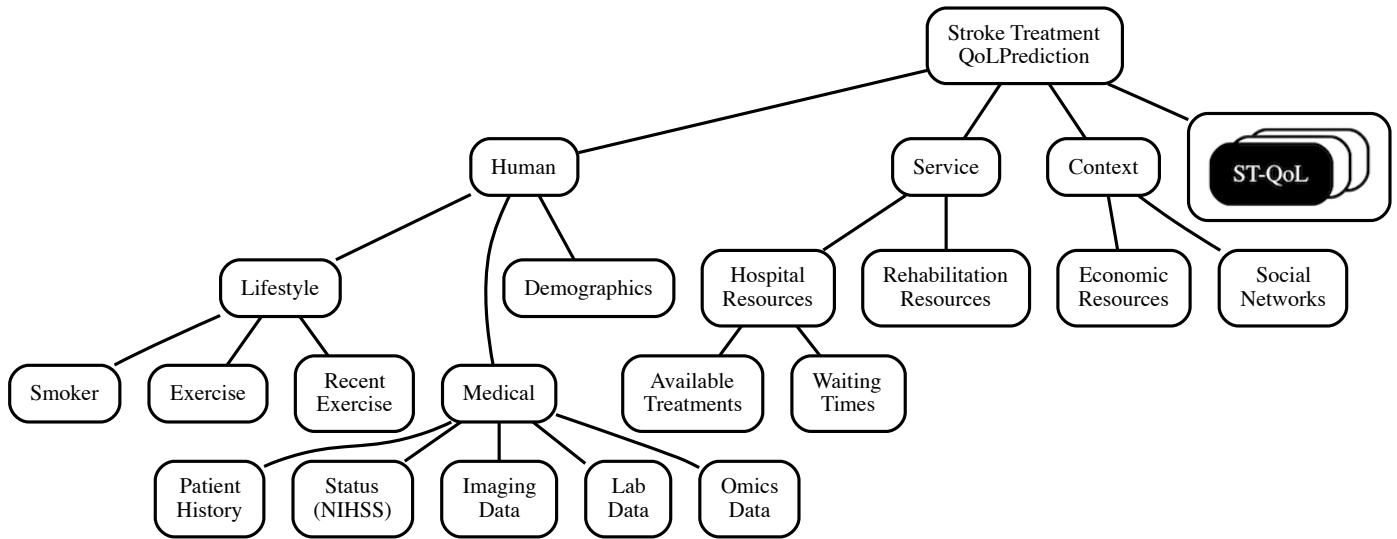 Stroke Treatment
QoLPrediction
Human
Service
Context
ST-QoL
Lifestyle
Demographics
Hospital
Resources
Rehabilitation
Resources
Economic
Resources
Social
Networks
Smoker
Exercise
Recent
Exercise
Medical
Available
Treatments
Waiting
Times
Patient
History
Status
(NIHSS)
Imaging
Data
Lab
Data
Omics
Data